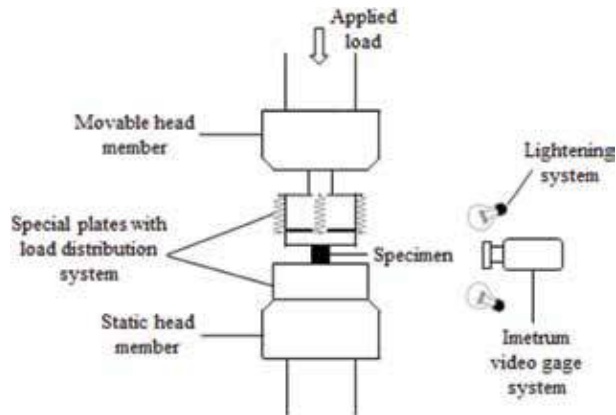 Applied
load
Movable head
member
Lightening
system
Special plates with
load distribution
system
Specimen
Static head
member
Imetrum
video gage
system